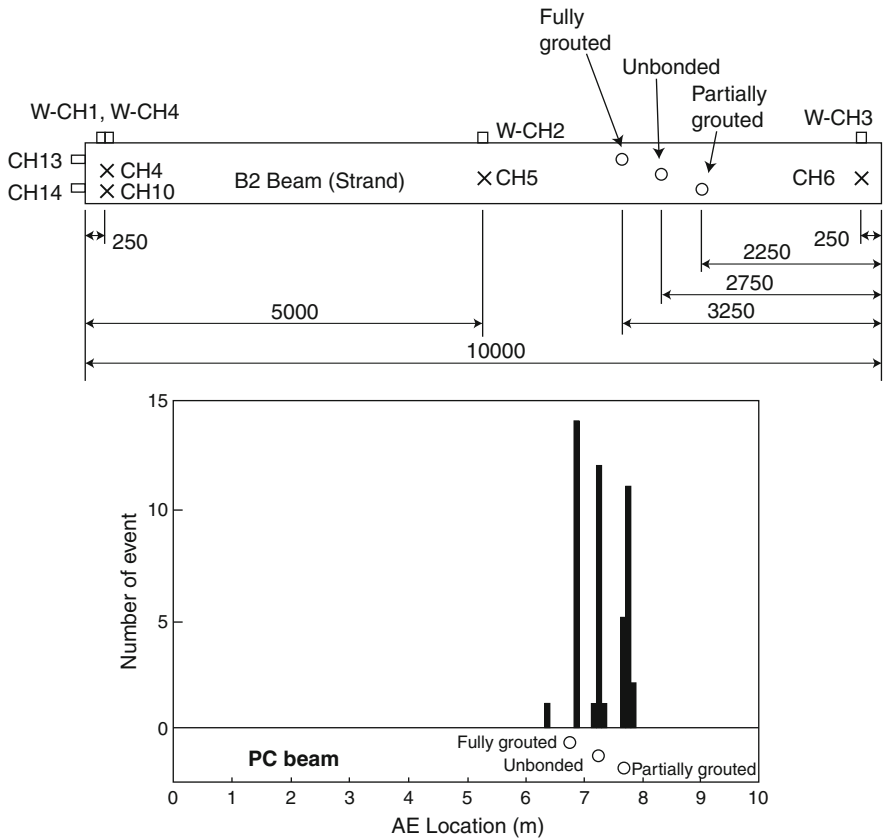 Fully
grouted
Unbonded
Partially
grouted
W-CH1, W-CH4
W-CH2
W-CH3
CH13
CH4
CH14
CH10
B2 Beam (Strand)
CH5
CH6
250
250
2250
2750
5000
3250
10000
15
10
5
0
Number of event
Fully grouted
PC beam
Unbonded
Partially grouted
0 1 2 3 4 5 6 7 8 9 10
AE Location (m)